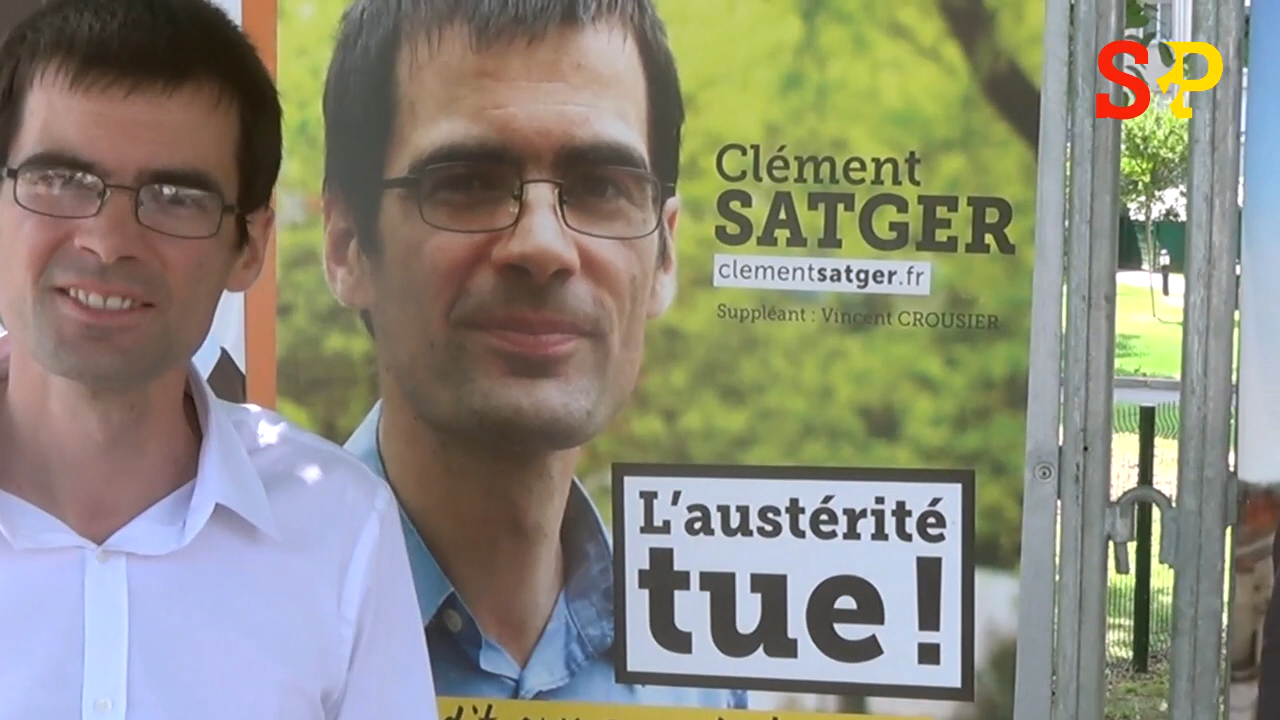 SP
Clément
SATGER
clementsatger.fr
Suppléant : Vincent CROUSIER
L'austérité
tue !